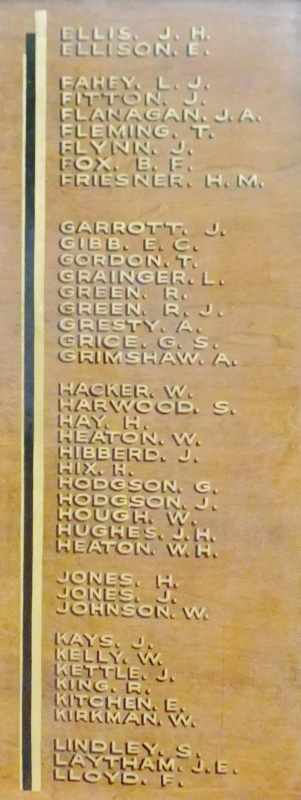 ELLIS. J. H.
ELLISON. E.
FAHEY. L. J.
FITTON. J.
FLANAGAN. J. A.
FLEMING. T.
FLYNN. J.
FOX. B. F.
FRIESNER. H. M.
GARROTT. J.
GIBB. E. C.
GORDON. T.
GRAINGER. L.
GREEN. R.
GREEN. R. J.
GRESTY. A.
GRICE. G. S.
GRIMSHAW. A.
HACKER. W.
HARWOOD. S.
HAY. H.
HEATON. W.
HIBBERD. J.
HIX. H.
HODGSON. G.
HODGSON. J.
HOUGH. W.
HUGHES. J. H.
HEATON. W. H.
JONES. H.
JONES. J.
JOHNSON. W.
KAYS. J.
KELLY. W.
KETTLE. J.
KING. R.
KITCHEN. E.
KIRKMAN. W.
LINDLEY. S.
LAYTHAM. J. E.
LLOYD. F.